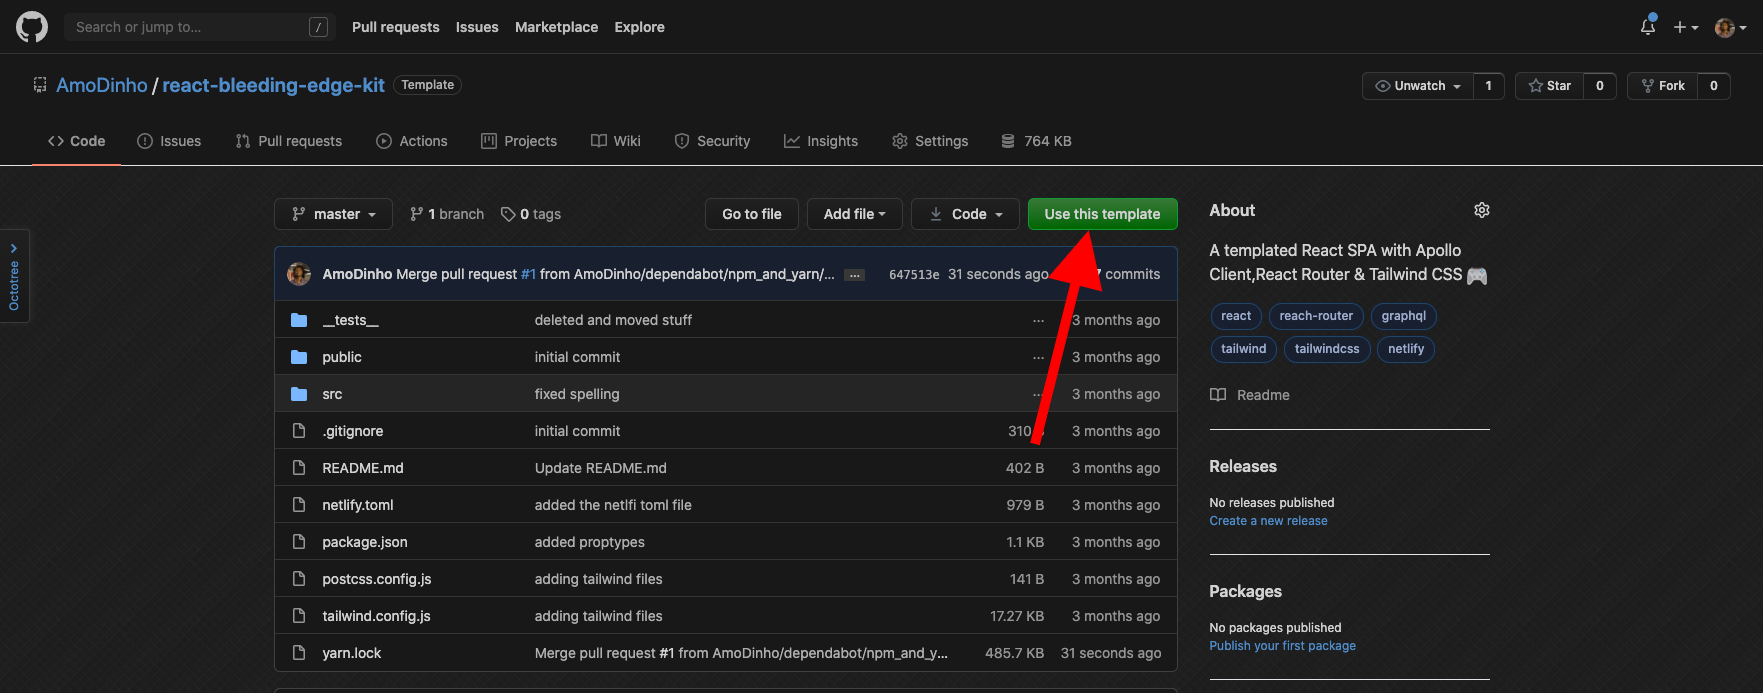 Search or jump to... /
Pull requests Issues Marketplace Explore
AmoDinho / react-bleeding-edge-kit Template
Unwatch 1 Star 0 Fork 0
Code Issues Pull requests Actions Projects Wiki Security Insights Settings 764 KB
Octotree
master 1 branch 0 tags Go to file Add file Code Use this template
AmoDinho Merge pull request #1 from AmoDinho/dependabot/npm_and_yarn/... ... 647513e 31 seconds ago 7 commits
__tests__ deleted and moved stuff ... 3 months ago
public initial commit ... 3 months ago
src fixed spelling ... 3 months ago
.gitignore initial commit 310 3 months ago
README.md Update README.md 402 B 3 months ago
netlify.toml added the netlfi toml file 979 B 3 months ago
package.json added proptypes 1.1 KB 3 months ago
postcss.config.js adding tailwind files 141 B 3 months ago
tailwind.config.js adding tailwind files 17.27 KB 3 months ago
yarn.lock Merge pull request #1 from AmoDinho/dependabot/npm_and_y... 485.7 KB 31 seconds ago
About
A templated React SPA with Apollo
Client,React Router & Tailwind CSS 🎮
react reach-router graphql
tailwind tailwindcss netlify
Readme
Releases
No releases published
Create a new release
Packages
No packages published
Publish your first package